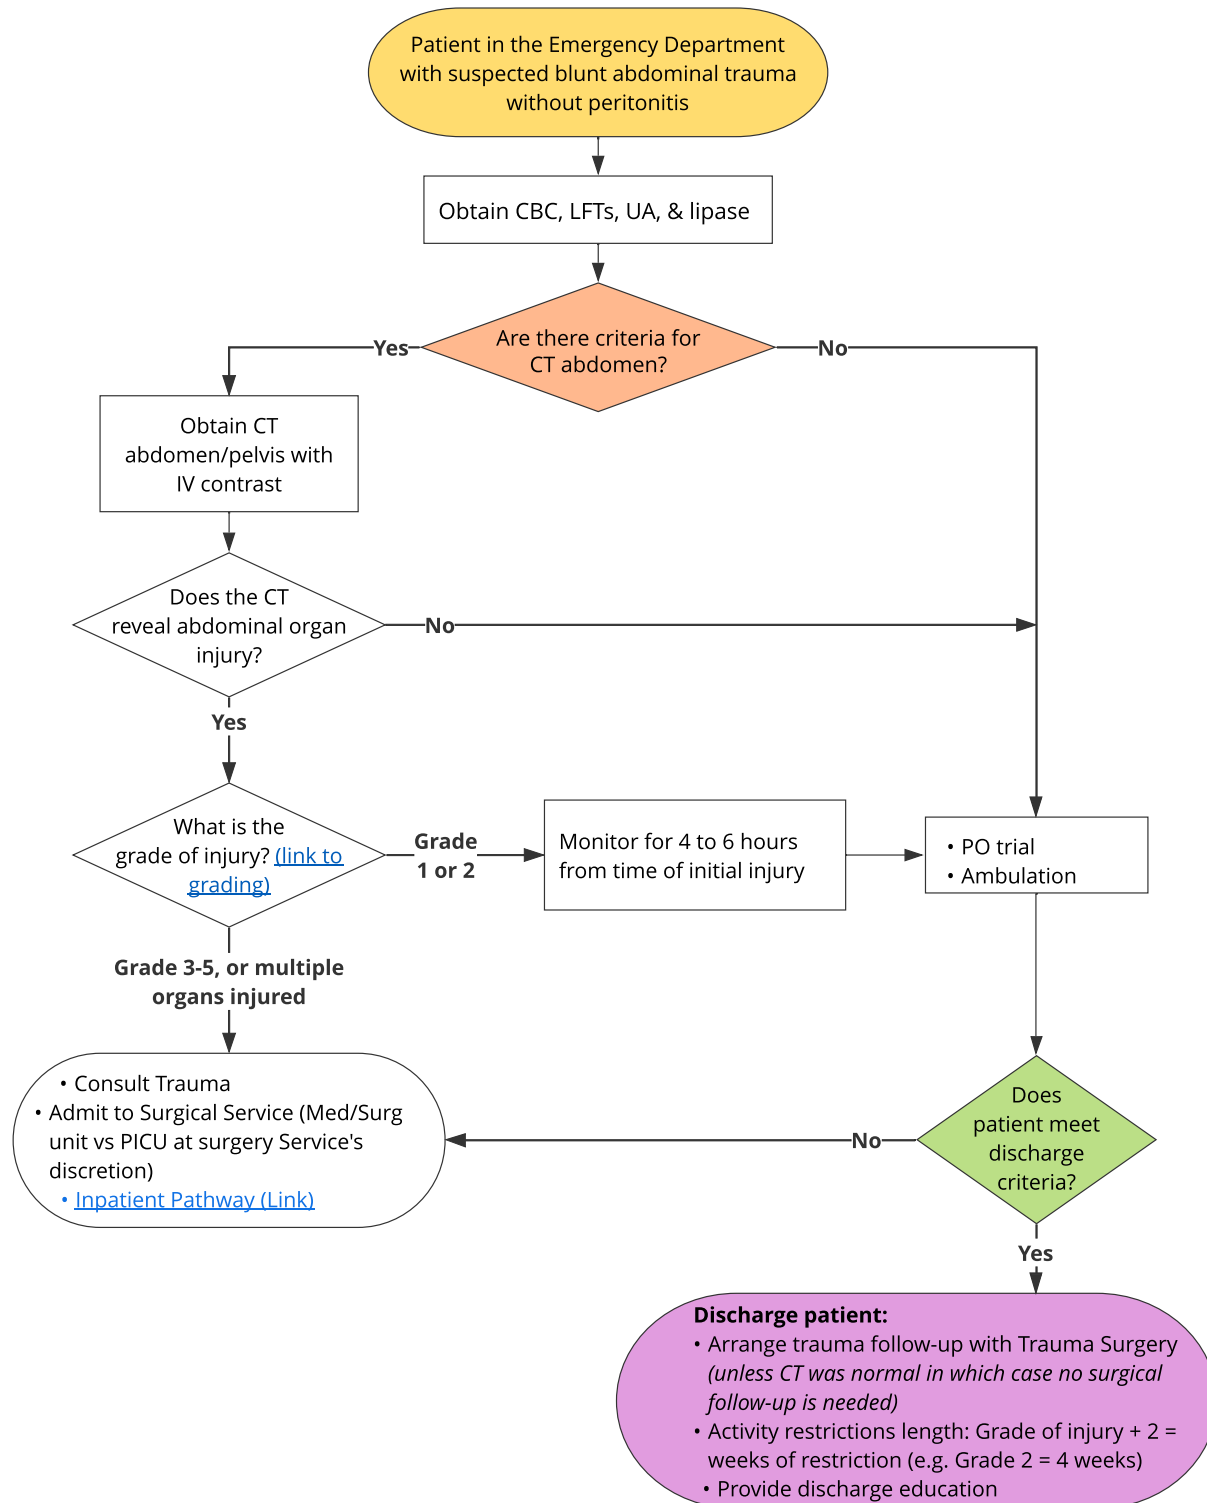 Patient in the Emergency Department
with suspected blunt abdominal trauma
without peritonitis
Obtain CBC, LFTs, UA, & lipase
Are there criteria for
CT abdomen?
Yes
No
Obtain CT
abdomen/pelvis with
IV contrast
Does the CT
reveal abdominal organ
injury?
No
Yes
What is the
grade of injury? (link to
grading)
Grade
1 or 2
Monitor for 4 to 6 hours
from time of initial injury
• PO trial
• Ambulation
Grade 3-5, or multiple
organs injured
• Consult Trauma
• Admit to Surgical Service (Med/Surg
unit vs PICU at surgery Service's
discretion)
• Inpatient Pathway (Link)
Does
patient meet
discharge
criteria?
No
Yes
Discharge patient:
• Arrange trauma follow-up with Trauma Surgery
(unless CT was normal in which case no surgical
follow-up is needed)
• Activity restrictions length: Grade of injury + 2 =
weeks of restriction (e.g. Grade 2 = 4 weeks)
• Provide discharge education